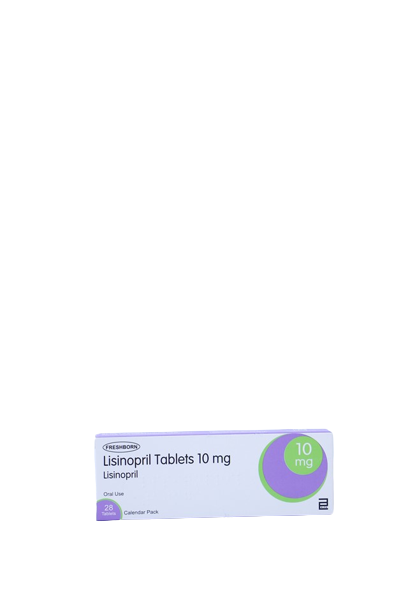 FRESHBORN
Lisinopril Tablets 10 mg
Lisinopril
Oral Use
28
Tablets
Calendar Pack
10
mg